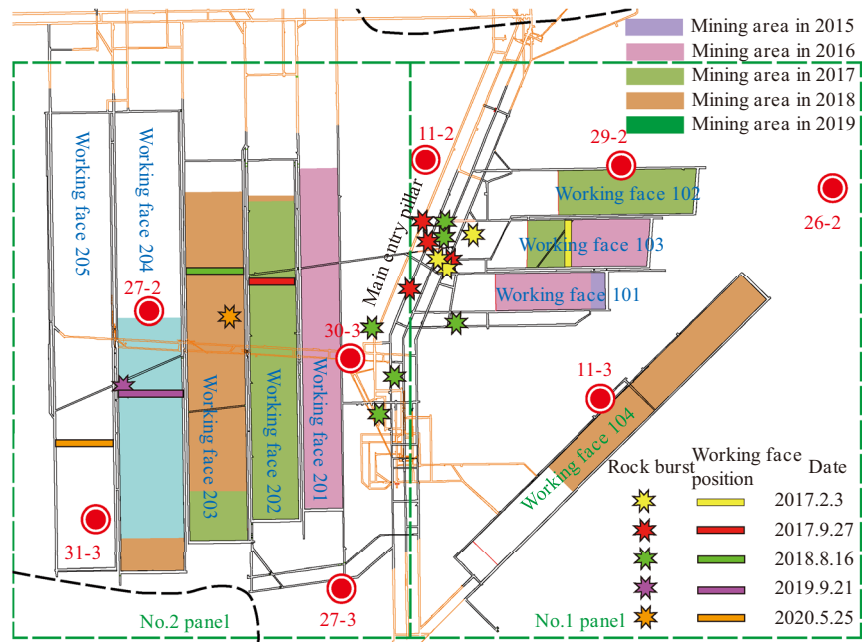 Mining area in 2015
Mining area in 2016
Mining area in 2017
Mining area in 2018
Mining area in 2019
11-2
29-2
26-2
Main entry pillar
Working face 102
Working face 103
Working face 101
Working face 205
Working face 204
Working face 203
Working face 202
Working face 201
27-2
30-3
11-3
Working face 104
31-3
27-3
No.2 panel
No.1 panel
Rock burst
Working face position
Date
2017.2.3
2017.9.27
2018.8.16
2019.9.21
2020.5.25